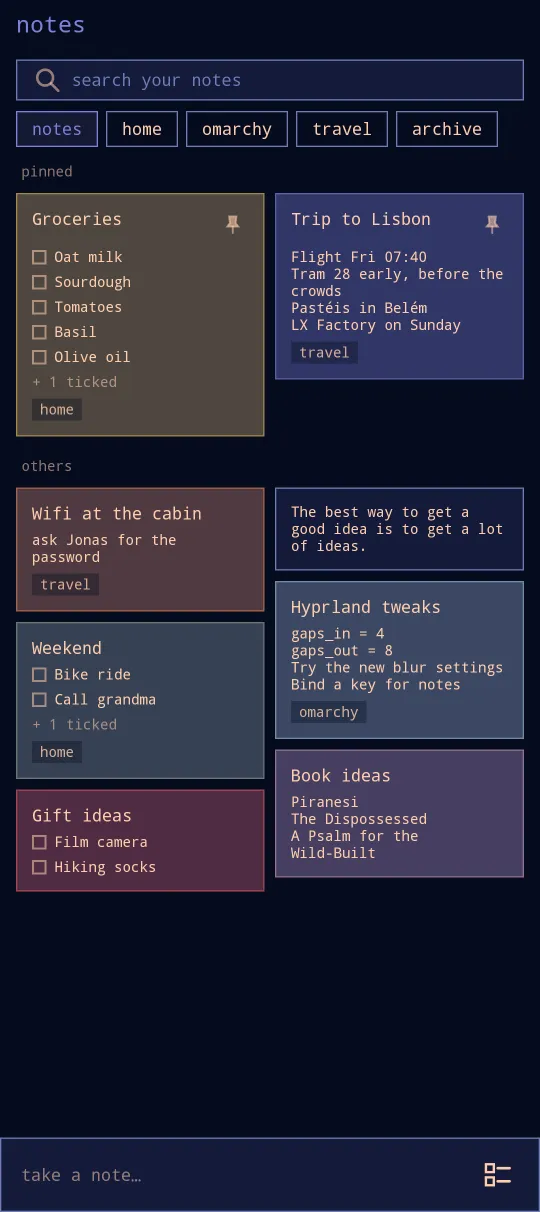 notes
search your notes
notes
home
omarchy
travel
archive
pinned
Groceries
Oat milk
Sourdough
Tomatoes
Basil
Olive oil
+ 1 ticked
home
Trip to Lisbon
Flight Fri 07:40
Tram 28 early, before the
crowds
Pastéis in Belém
LX Factory on Sunday
travel
others
Wifi at the cabin
ask Jonas for the
password
travel
The best way to get a
good idea is to get a lot
of ideas.
Weekend
Bike ride
Call grandma
+ 1 ticked
home
Hyprland tweaks
gaps_in = 4
gaps_out = 8
Try the new blur settings
Bind a key for notes
omarchy
Gift ideas
Film camera
Hiking socks
Book ideas
Piranesi
The Dispossessed
A Psalm for the
Wild-Built
take a note…